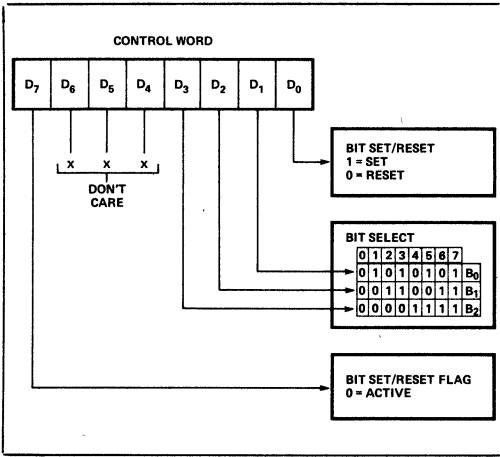 CONTROL WORD
D7 D6 D5 D4 D3 D2 D1 D0
X X X
DON'T
CARE
BIT SET/RESET
1 = SET
0 = RESET
BIT SELECT
0 1 2 3 4 5 6 7
0 1 0 1 0 1 0 1 B0
0 0 1 1 0 0 1 1 B1
0 0 0 0 1 1 1 1 B2
BIT SET/RESET FLAG
0 = ACTIVE